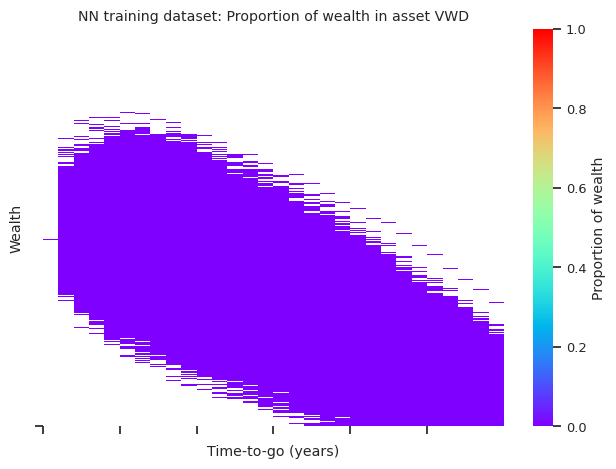 NN training dataset: Proportion of wealth in asset VWD
Wealth
Time-to-go (years)
1.0
0.8
0.6
0.4
0.2
0.0
Proportion of wealth